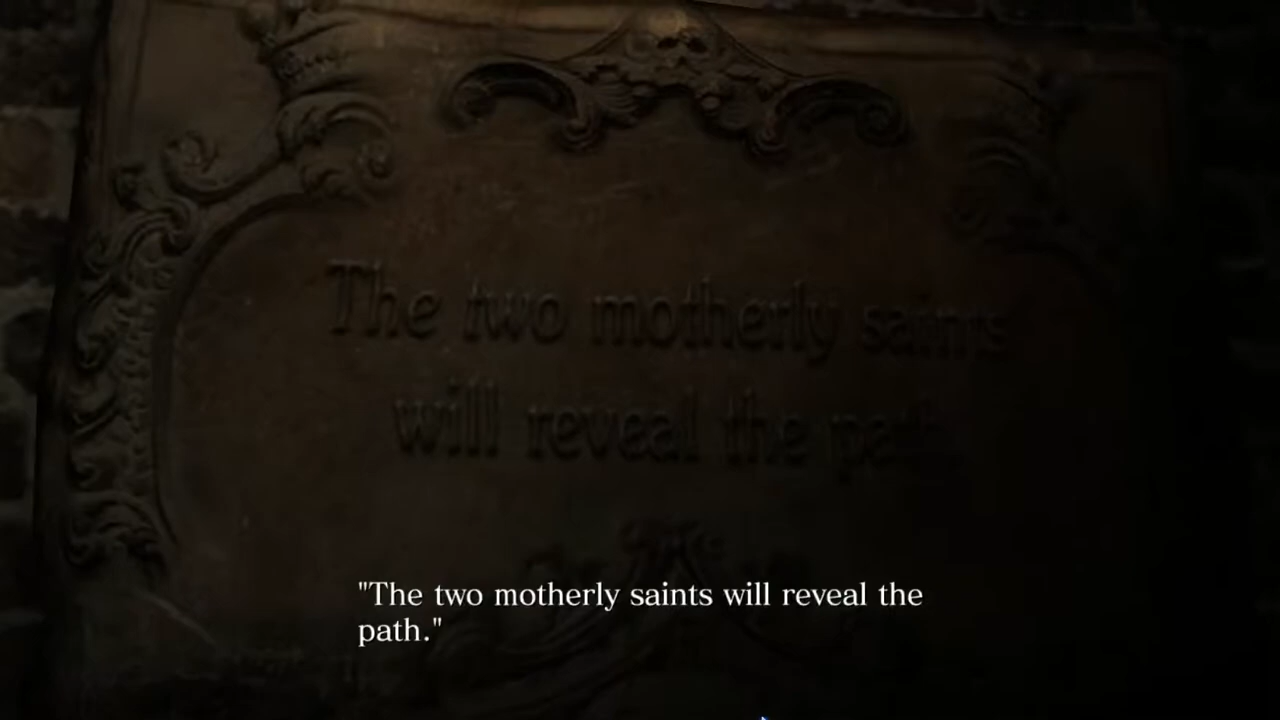 The two motherly saints
will reveal the path.
"The two motherly saints will reveal the
path."